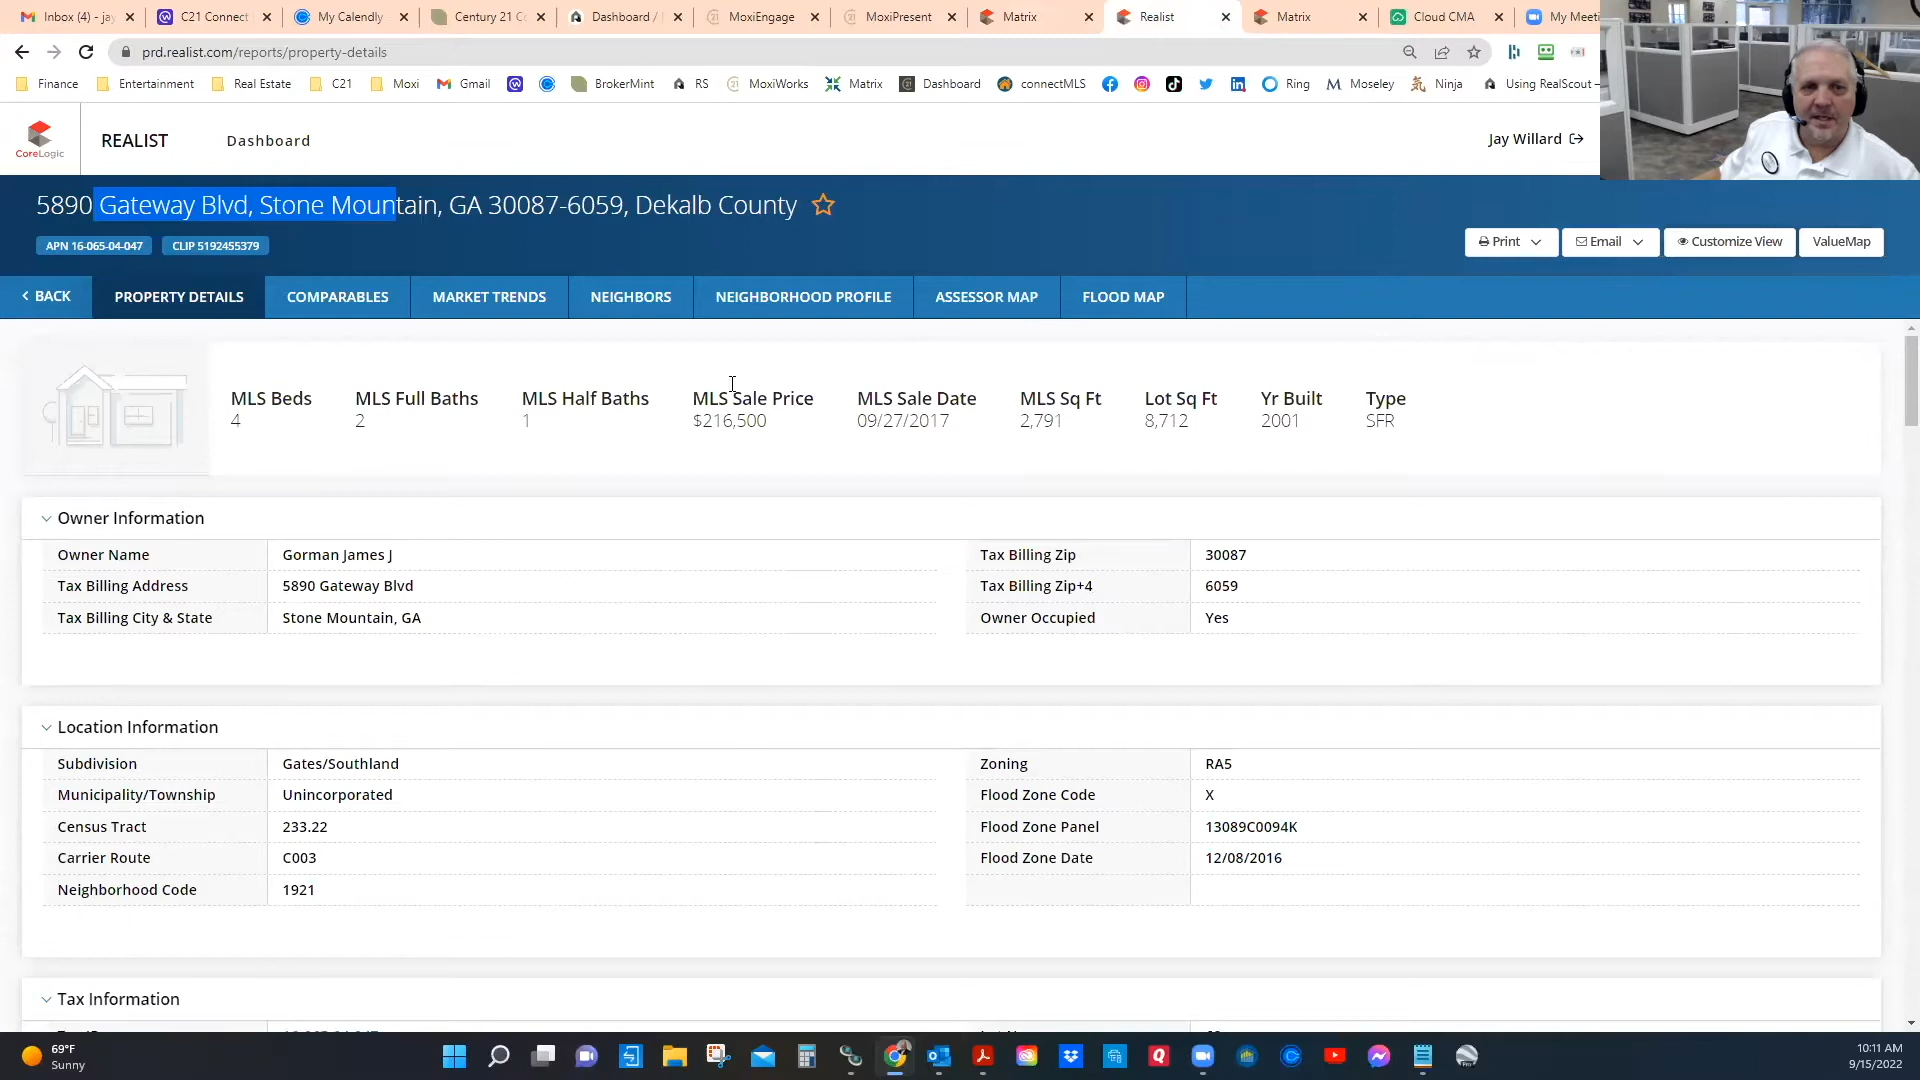 Inbox (4) - ja
C21 Connect
My Calendly
Century 21 Co
Dashboard /
MoxiEngage
MoxiPresent
Matrix
Realist
Matrix
Cloud CMA
My Meeti
prd.realist.com/reports/property-details
Finance
Entertainment
Real Estate
C21
Moxi
Gmail
BrokerMint
RS
MoxiWorks
Matrix
Dashboard
connectMLS
Ring
Moseley
Ninja
Using RealScout –
CoreLogic
REALIST
Dashboard
Jay Willard
5890 Gateway Blvd, Stone Mountain, GA 30087-6059, Dekalb County
APN 16-065-04-047
CLIP 5192455379
Print
Email
Customize View
ValueMap
BACK
PROPERTY DETAILS
COMPARABLES
MARKET TRENDS
NEIGHBORS
NEIGHBORHOOD PROFILE
ASSESSOR MAP
FLOOD MAP
MLS Beds
MLS Full Baths
MLS Half Baths
MLS Sale Price
MLS Sale Date
MLS Sq Ft
Lot Sq Ft
Yr Built
Type
4
2
1
$216,500
09/27/2017
2,791
8,712
2001
SFR
Owner Information
Owner Name
Gorman James J
Tax Billing Zip
30087
Tax Billing Address
5890 Gateway Blvd
Tax Billing Zip+4
6059
Tax Billing City & State
Stone Mountain, GA
Owner Occupied
Yes
Location Information
Subdivision
Gates/Southland
Zoning
RA5
Municipality/Township
Unincorporated
Flood Zone Code
X
Census Tract
233.22
Flood Zone Panel
13089C0094K
Carrier Route
C003
Flood Zone Date
12/08/2016
Neighborhood Code
1921
Tax Information
69°F
Sunny
10:11 AM
9/15/2022